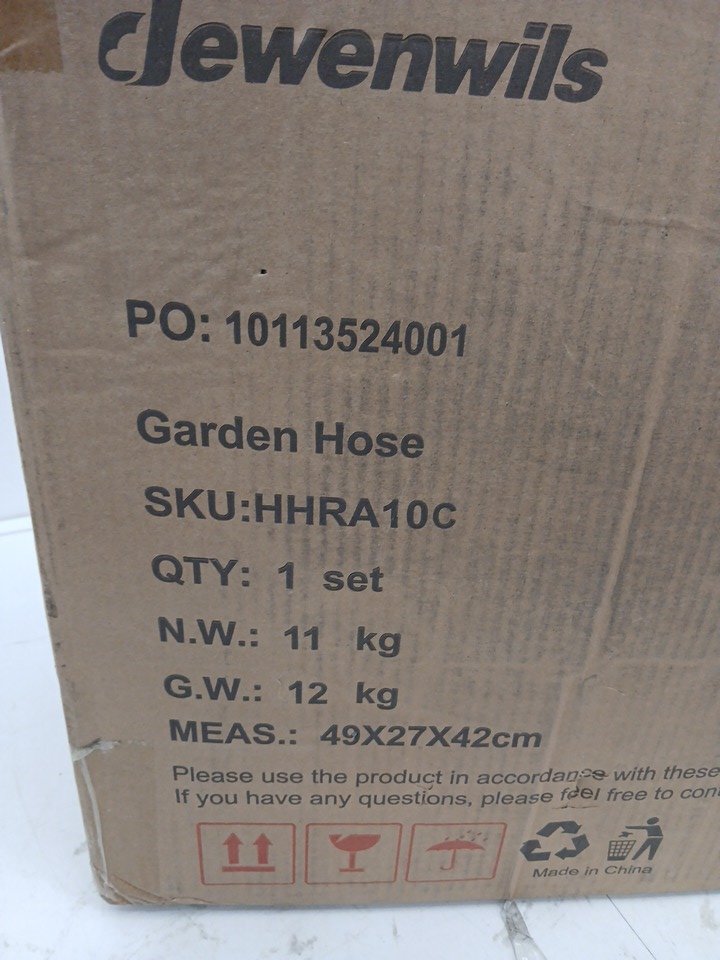 dewenwils
PO: 10113524001
Garden Hose
SKU:HHRA10C
QTY: 1 set
N.W.: 11 kg
G.W.: 12 kg
MEAS.: 49X27X42cm
Please use the product in accordance with these
If you have any questions, please feel free to
Made in China